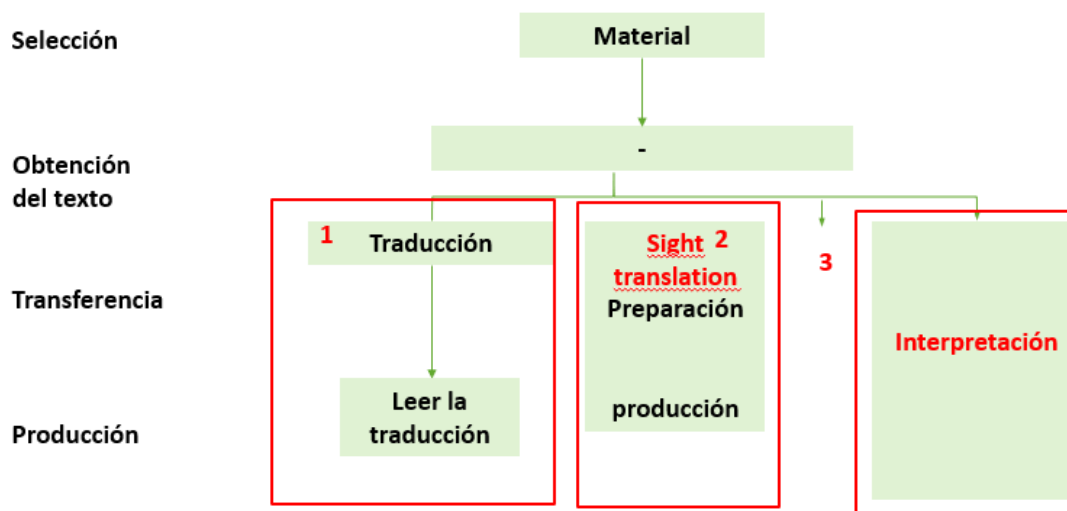 Selección
Material
Obtención
del texto
-
1
Traducción
Sight 2
translation
Preparación
3
Transferencia
Interpretación
Leer la
traducción
producción
Producción